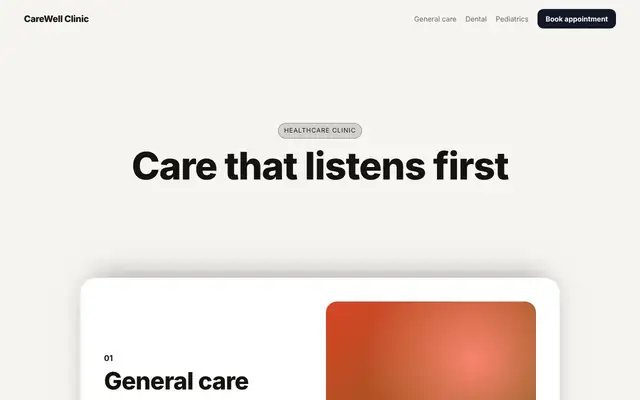 CareWell Clinic
General care
Dental
Pediatrics
Book appointment
HEALTHCARE CLINIC
Care that listens first
01
General care